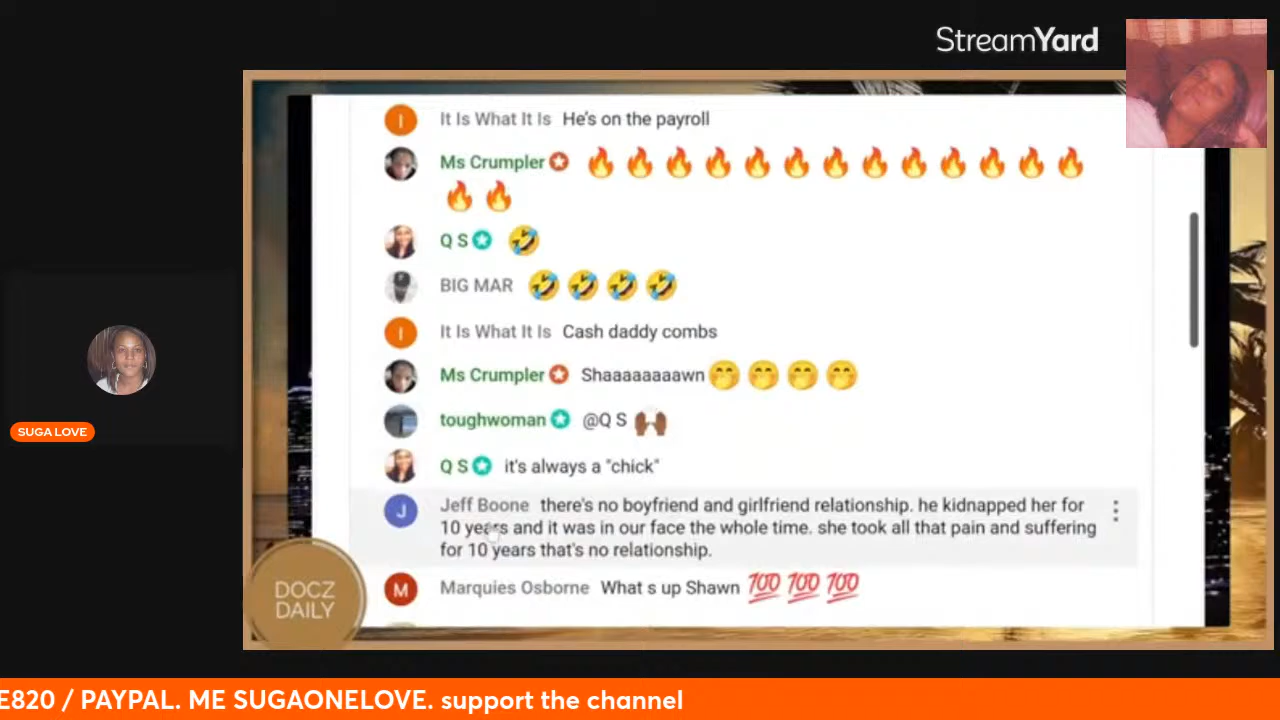 StreamYard
It Is What It Is He's on the payroll
Ms Crumpler 🔥🔥🔥🔥🔥🔥🔥🔥🔥🔥🔥🔥🔥
🔥🔥
Q S 🤣
BIG MAR 🤣🤣🤣🤣
It Is What It Is Cash daddy combs
Ms Crumpler Shaaaaaaaawn🤭🤭🤭🤭
toughwoman @Q S 🙌🏾
Q S it's always a "chick"
Jeff Boone there's no boyfriend and girlfriend relationship. he kidnapped her for
10 years and it was in our face the whole time. she took all that pain and suffering
for 10 years that's no relationship.
Marquies Osborne What s up Shawn 💯💯💯
I
I
J
M
SUGA LOVE
DOCZ
DAILY
E820 / PAYPAL. ME SUGAONELOVE. support the channel